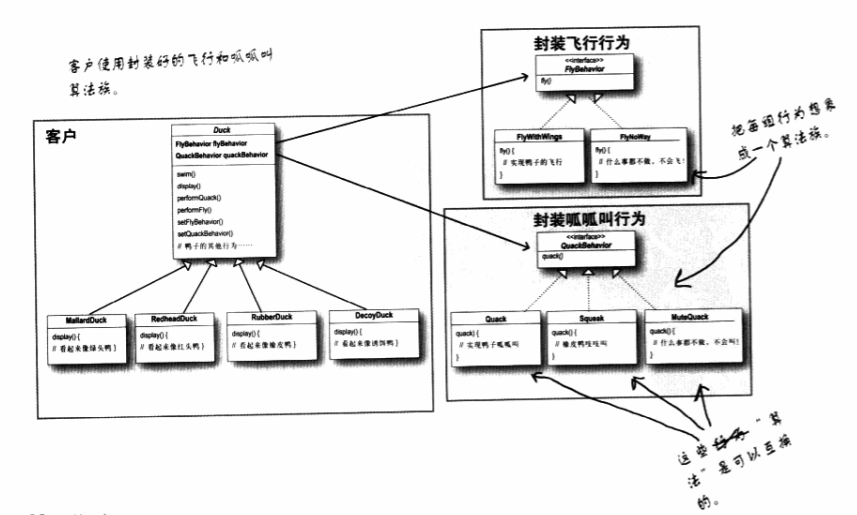 客户使用封装好的飞行和呱呱叫
算法族。
客户
Duck
FlyBehavior flyBehavior
QuackBehavior quackBehavior
swim()
display()
performQuack()
performFly()
setFlyBehavior()
setQuackBehavior()
// 鸭子的其他行为……
MallardDuck
display() {
// 看起来像绿头鸭 }
RedheadDuck
display() {
// 看起来像红头鸭 }
RubberDuck
display() {
// 看起来像橡皮鸭 }
DecoyDuck
display() {
// 看起来像诱饵鸭 }
封装飞行行为
<<interface>>
FlyBehavior
fly()
FlyWithWings
fly() {
// 实现鸭子的飞行
}
FlyNoWay
fly() {
// 什么事都不做，不会飞！
}
把每组行为想象
成一个算法族。
封装呱呱叫行为
<<interface>>
QuackBehavior
quack()
Quack
quack() {
// 实现鸭子呱呱叫
}
Squeak
quack() {
// 橡皮鸭吱吱叫
}
MuteQuack
quack() {
// 什么事都不做，不会叫！
}
这些行为“算
法”是可以互换
的。